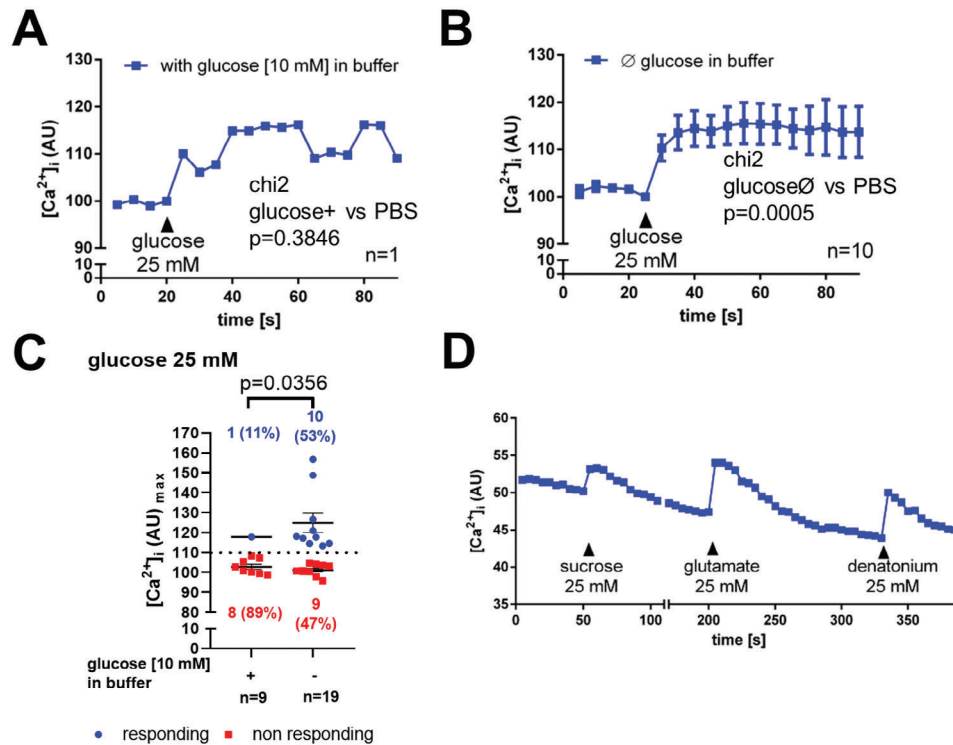 A
130
with glucose [10 mM] in buffer
120
110
100
90
10
0
[Ca²⁺]ᵢ (AU)
chi2
glucose+ vs PBS
p=0.3846
glucose
25 mM
n=1
0 20 40 60 80
time [s]
B
130
∅ glucose in buffer
120
110
100
90
10
0
[Ca²⁺]ᵢ (AU)
chi2
glucoseØ vs PBS
p=0.0005
glucose
25 mM
n=10
0 20 40 60 80
time [s]
C
glucose 25 mM
p=0.0356
10
1 (11%) (53%)
170
160
150
140
130
120
110
100
90
80
10
0
[Ca²⁺]ᵢ (AU) max
8 (89%) 9
(47%)
glucose [10 mM]
in buffer
+ -
n=9 n=19
responding non responding
D
60
55
50
45
40
35
[Ca²⁺]ᵢ (AU)
sucrose
25 mM
glutamate
25 mM
denatonium
25 mM
0 50 100 200 300
time [s]